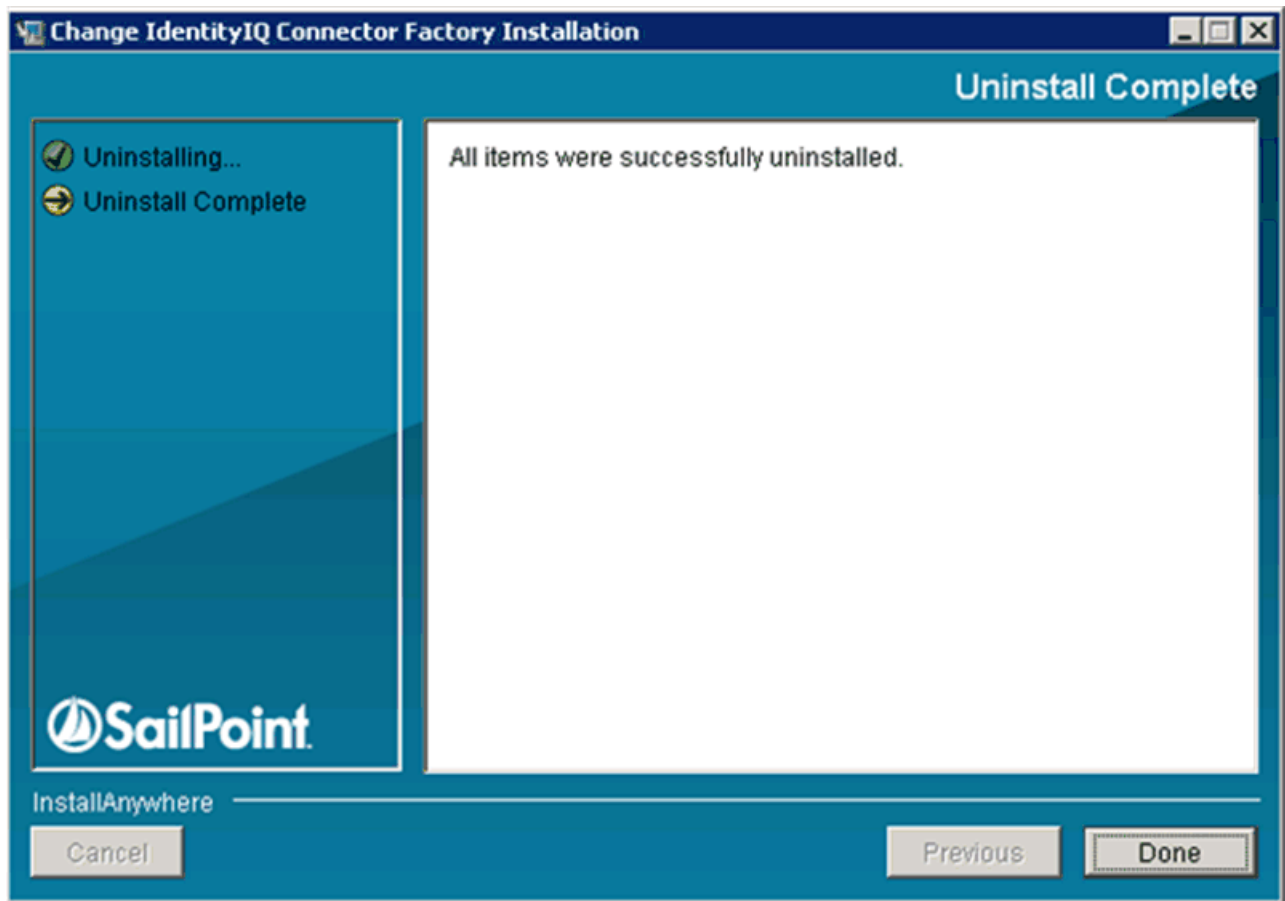 Change IdentityIQ Connector Factory Installation
Uninstall Complete
Uninstalling...
Uninstall Complete
All items were successfully uninstalled.
SailPoint
InstallAnywhere
Cancel
Previous
Done